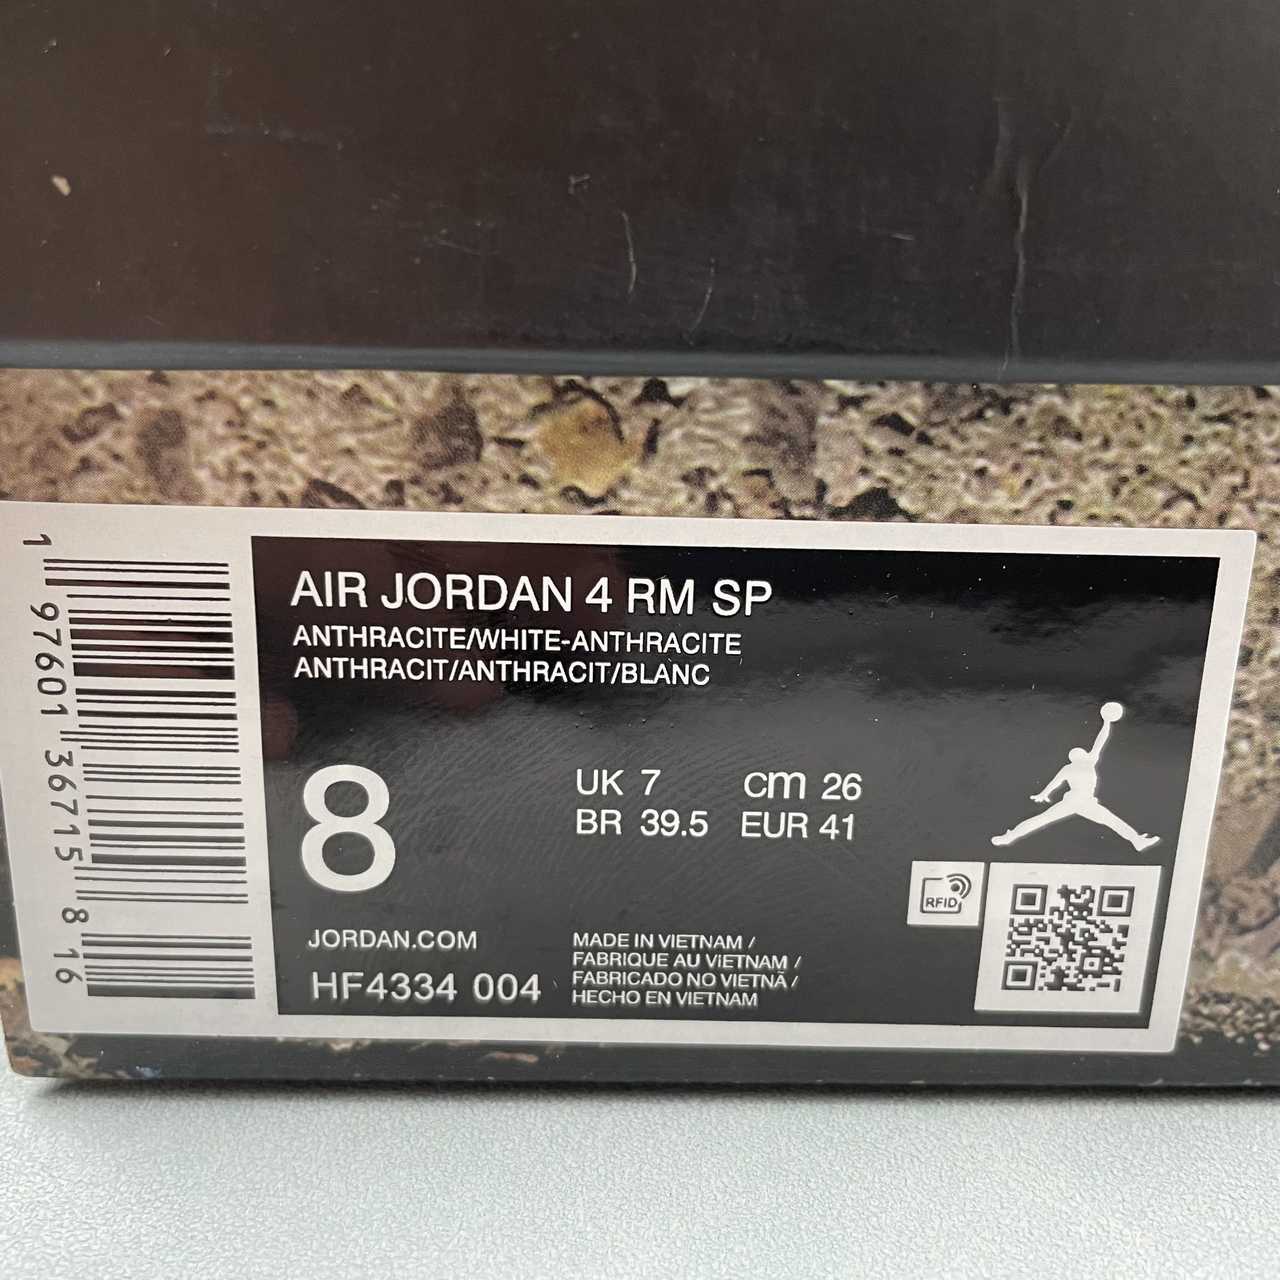 AIR JORDAN 4 RM SP
ANTHRACITE/WHITE-ANTHRACITE
ANTHRACIT/ANTHRACIT/BLANC
8
UK 7 cm 26
BR 39.5 EUR 41
JORDAN.COM
HF4334 004
MADE IN VIETNAM /
FABRIQUE AU VIETNAM /
FABRICADO NO VIETNÃ /
HECHO EN VIETNAM
RFID
1 97601 36715 8 16